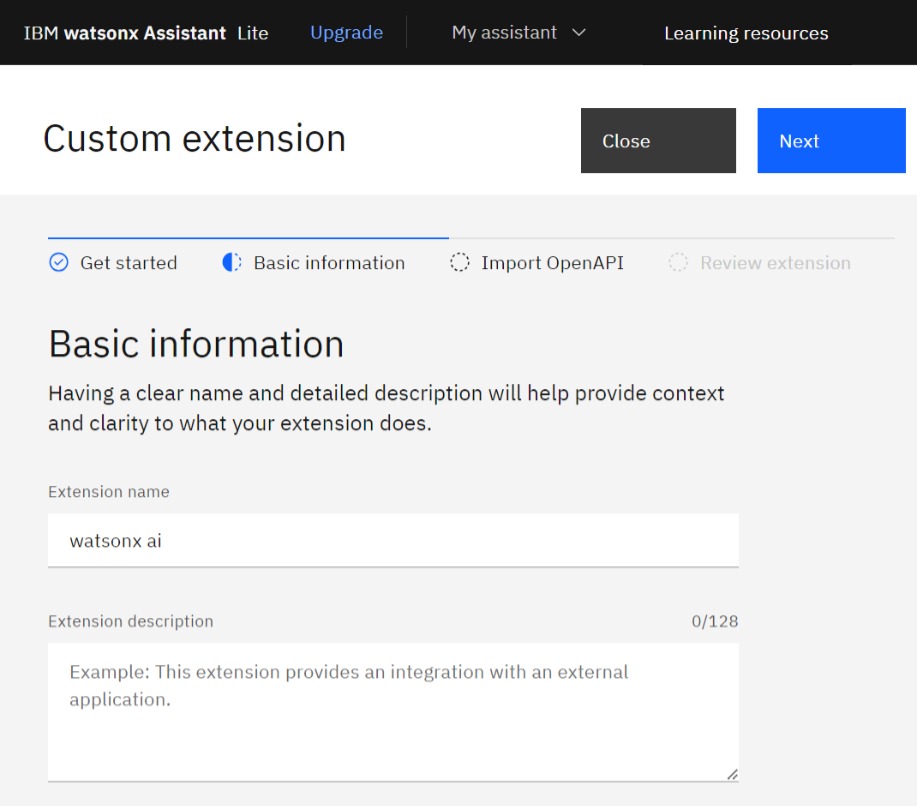 IBM watsonx Assistant Lite Upgrade My assistant Learning resources
Custom extension Close Next
Get started Basic information Import OpenAPI Review extension
Basic information
Having a clear name and detailed description will help provide context
and clarity to what your extension does.
Extension name
watsonx ai
Extension description 0/128
Example: This extension provides an integration with an external
application.